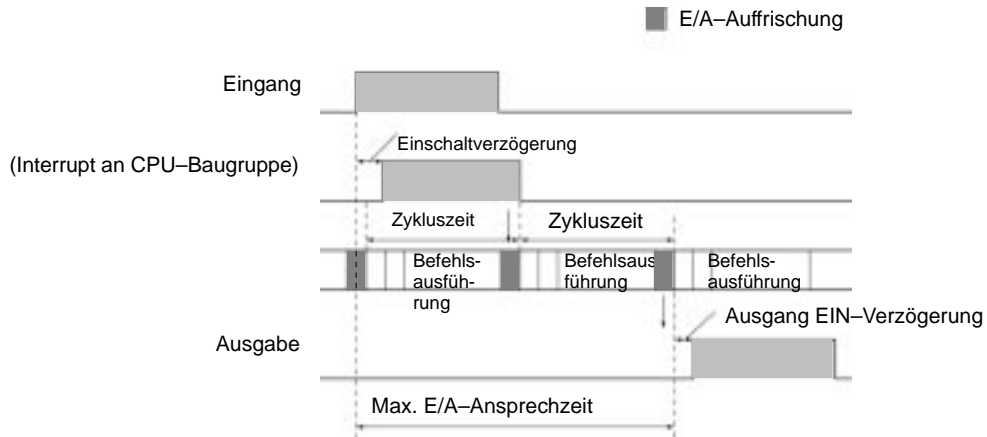 E/A–Auffrischung
Eingang
Einschaltverzögerung
(Interrupt an CPU–Baugruppe)
Zykluszeit
Zykluszeit
Befehls-
ausfüh-
rung
Befehlsaus
führung
Befehls-
ausführung
Ausgang EIN–Verzögerung
Ausgabe
Max. E/A–Ansprechzeit